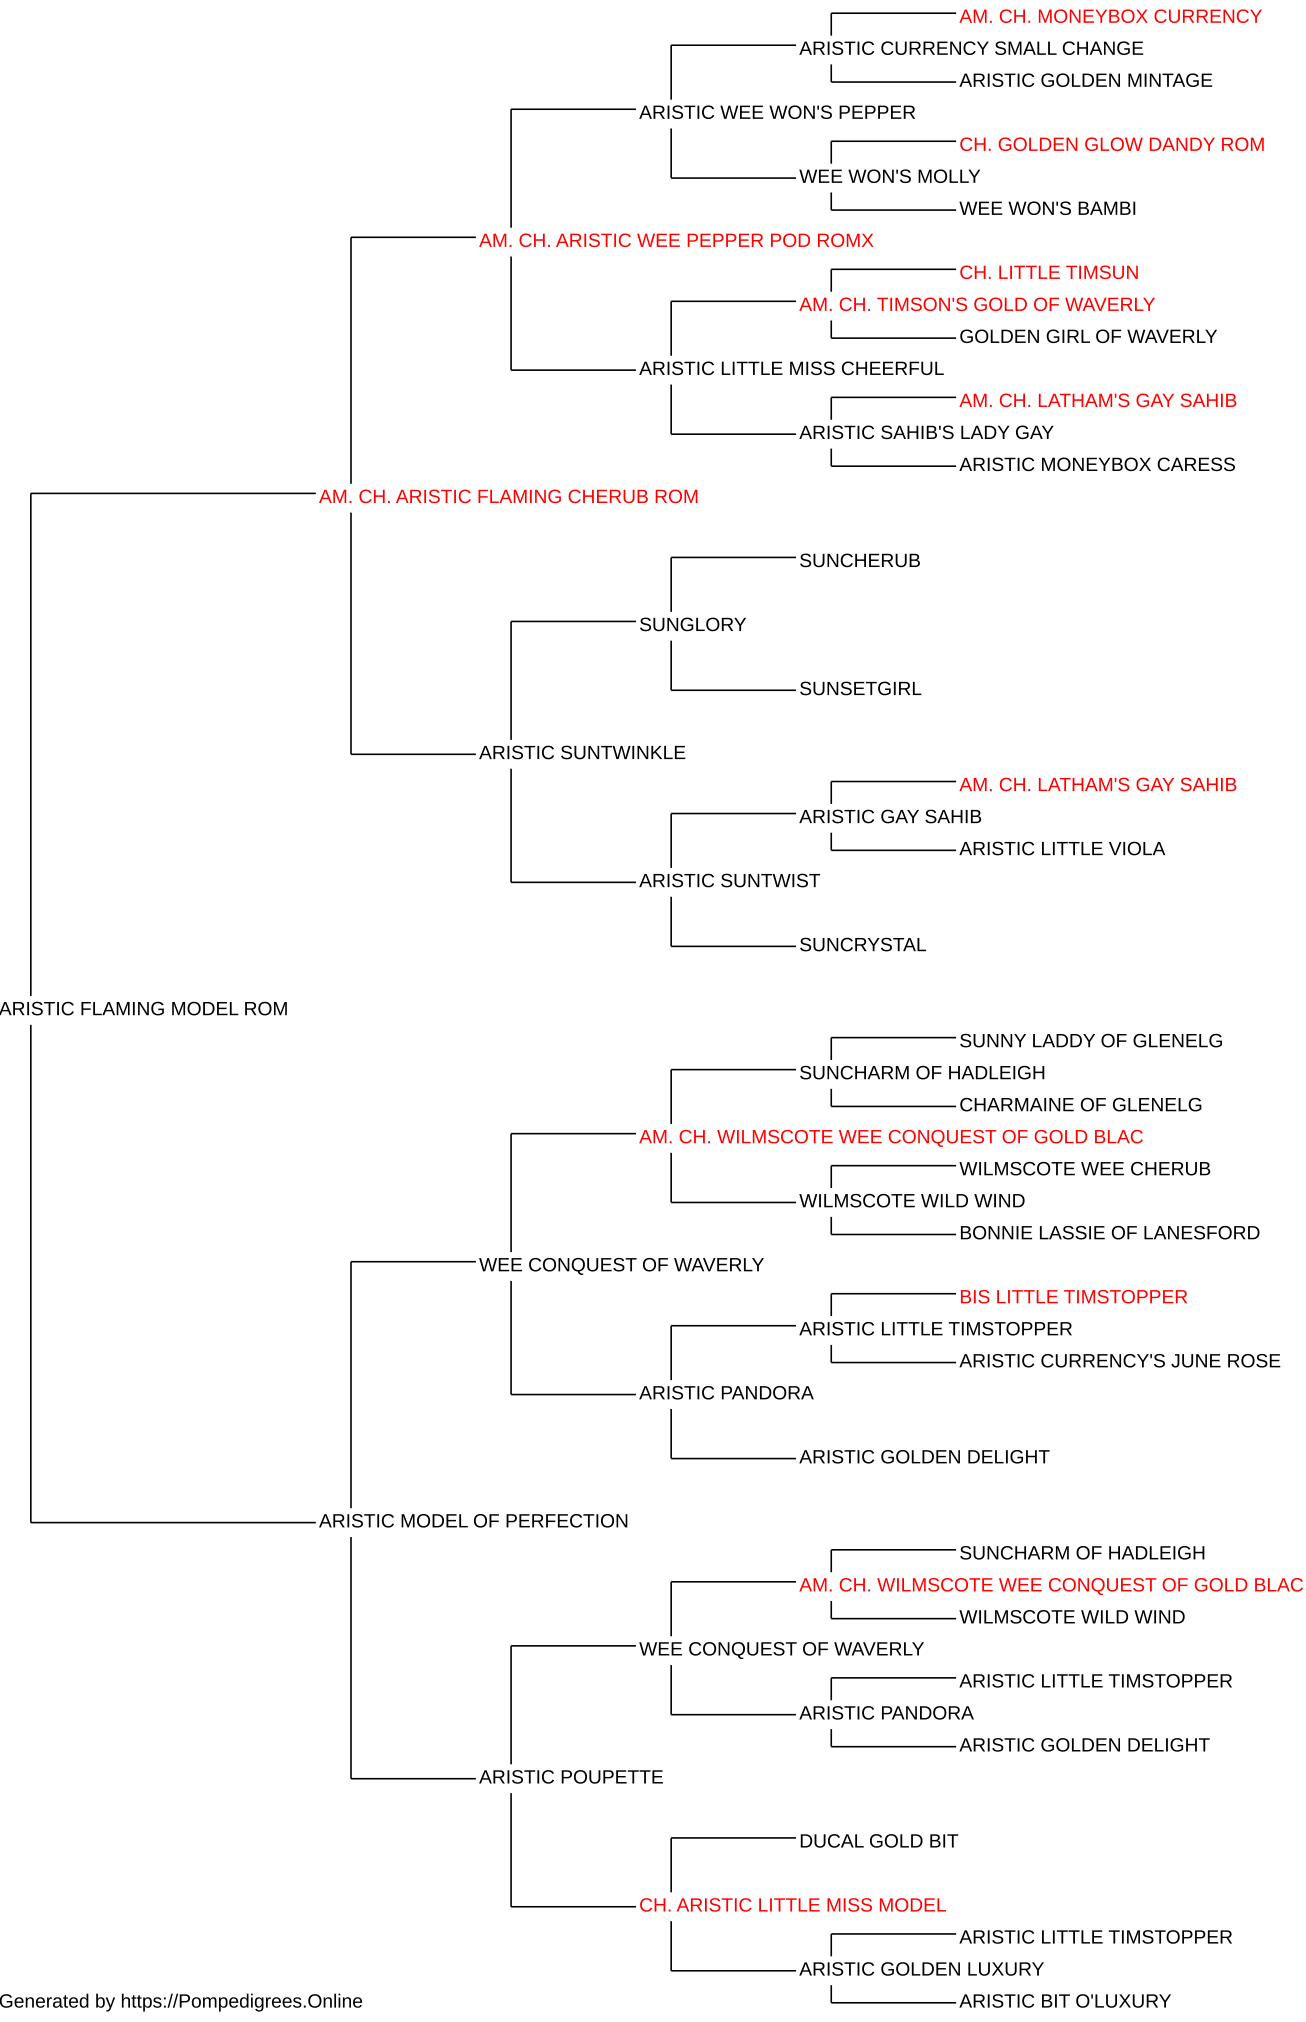 AM. CH. MONEYBOX CURRENCY
ARISTIC CURRENCY SMALL CHANGE
ARISTIC GOLDEN MINTAGE
ARISTIC WEE WON'S PEPPER
CH. GOLDEN GLOW DANDY ROM
WEE WON'S MOLLY
WEE WON'S BAMBI
AM. CH. ARISTIC WEE PEPPER POD ROMX
CH. LITTLE TIMSUN
AM. CH. TIMSON'S GOLD OF WAVERLY
GOLDEN GIRL OF WAVERLY
ARISTIC LITTLE MISS CHEERFUL
AM. CH. LATHAM'S GAY SAHIB
ARISTIC SAHIB'S LADY GAY
ARISTIC MONEYBOX CARESS
AM. CH. ARISTIC FLAMING CHERUB ROM
SUNCHERUB
SUNGLORY
SUNSETGIRL
ARISTIC SUNTWINKLE
AM. CH. LATHAM'S GAY SAHIB
ARISTIC GAY SAHIB
ARISTIC LITTLE VIOLA
ARISTIC SUNTWIST
SUNCRYSTAL
ARISTIC FLAMING MODEL ROM
SUNNY LADDY OF GLENELG
SUNCHARM OF HADLEIGH
CHARMAINE OF GLENELG
AM. CH. WILMSCOTE WEE CONQUEST OF GOLD BLAC
WILMSCOTE WEE CHERUB
WILMSCOTE WILD WIND
BONNIE LASSIE OF LANESFORD
WEE CONQUEST OF WAVERLY
BIS LITTLE TIMSTOPPER
ARISTIC LITTLE TIMSTOPPER
ARISTIC CURRENCY'S JUNE ROSE
ARISTIC PANDORA
ARISTIC GOLDEN DELIGHT
ARISTIC MODEL OF PERFECTION
SUNCHARM OF HADLEIGH
AM. CH. WILMSCOTE WEE CONQUEST OF GOLD BLAC
WILMSCOTE WILD WIND
WEE CONQUEST OF WAVERLY
ARISTIC LITTLE TIMSTOPPER
ARISTIC PANDORA
ARISTIC GOLDEN DELIGHT
ARISTIC POUPETTE
DUCAL GOLD BIT
CH. ARISTIC LITTLE MISS MODEL
ARISTIC LITTLE TIMSTOPPER
ARISTIC GOLDEN LUXURY
ARISTIC BIT O'LUXURY
Generated by https://Pompedigrees.Online